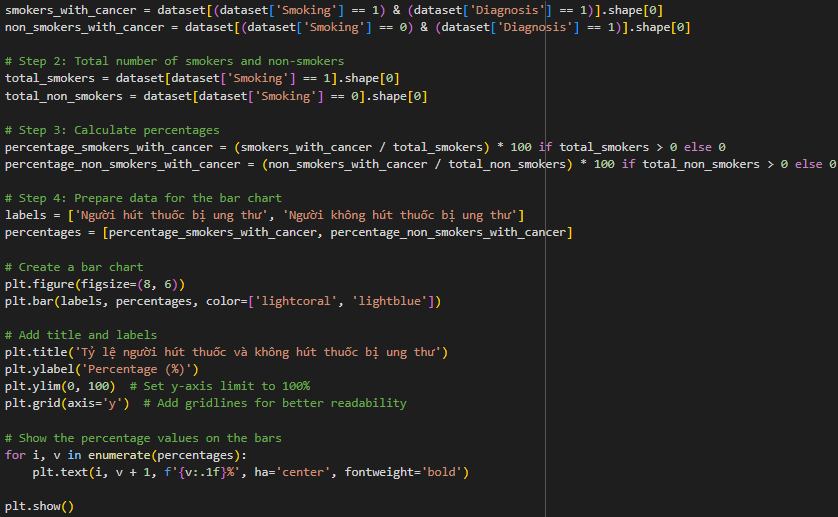 smokers_with_cancer = dataset[(dataset['Smoking'] == 1) & (dataset['Diagnosis'] == 1)].shape[0]
non_smokers_with_cancer = dataset[(dataset['Smoking'] == 0) & (dataset['Diagnosis'] == 1)].shape[0]
# Step 2: Total number of smokers and non-smokers
total_smokers = dataset[dataset['Smoking'] == 1].shape[0]
total_non_smokers = dataset[dataset['Smoking'] == 0].shape[0]
# Step 3: Calculate percentages
percentage_smokers_with_cancer = (smokers_with_cancer / total_smokers) * 100 if total_smokers > 0 else 0
percentage_non_smokers_with_cancer = (non_smokers_with_cancer / total_non_smokers) * 100 if total_non_smokers > 0 else 0
# Step 4: Prepare data for the bar chart
labels = ['Người hút thuốc bị ung thư', 'Người không hút thuốc bị ung thư']
percentages = [percentage_smokers_with_cancer, percentage_non_smokers_with_cancer]
# Create a bar chart
plt.figure(figsize=(8, 6))
plt.bar(labels, percentages, color=['lightcoral', 'lightblue'])
# Add title and labels
plt.title('Tỷ lệ người hút thuốc và không hút thuốc bị ung thư')
plt.ylabel('Percentage (%)')
plt.ylim(0, 100)  # Set y-axis limit to 100%
plt.grid(axis='y')  # Add gridlines for better readability
# Show the percentage values on the bars
for i, v in enumerate(percentages):
    plt.text(i, v + 1, f'{v:.1f}%', ha='center', fontweight='bold')
plt.show()